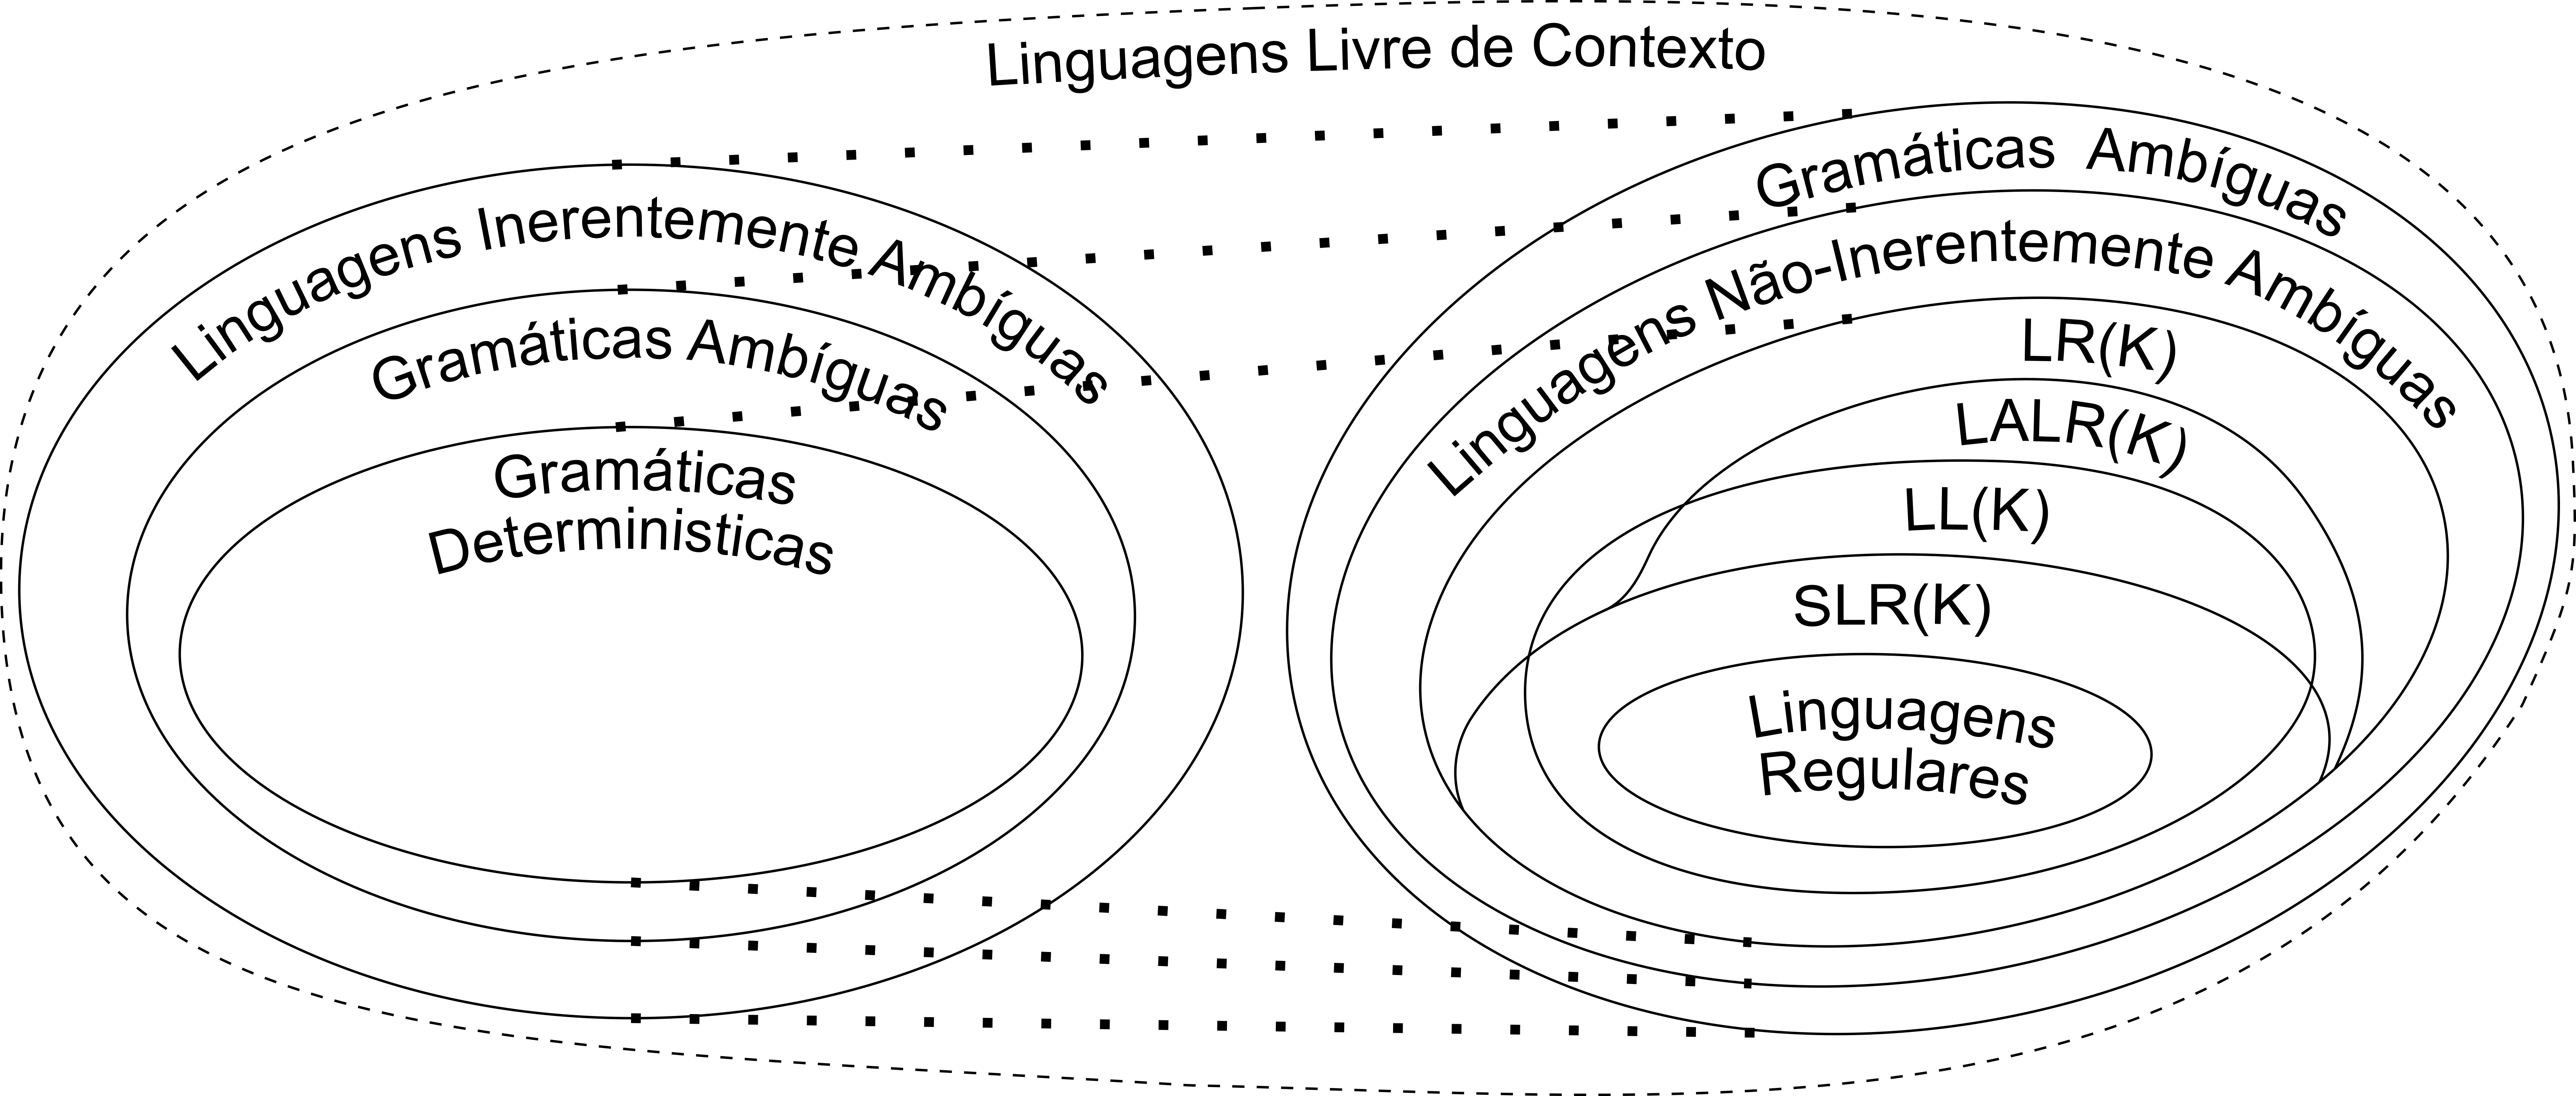 Linguagens Livre de Contexto
Linguagens Inerentemente Ambíguas
Gramáticas Ambíguas
Gramáticas
Deterministicas
Gramáticas Ambíguas
Linguagens Não-Inerentemente Ambíguas
LR(K)
LALR(K)
LL(K)
SLR(K)
Linguagens
Regulares